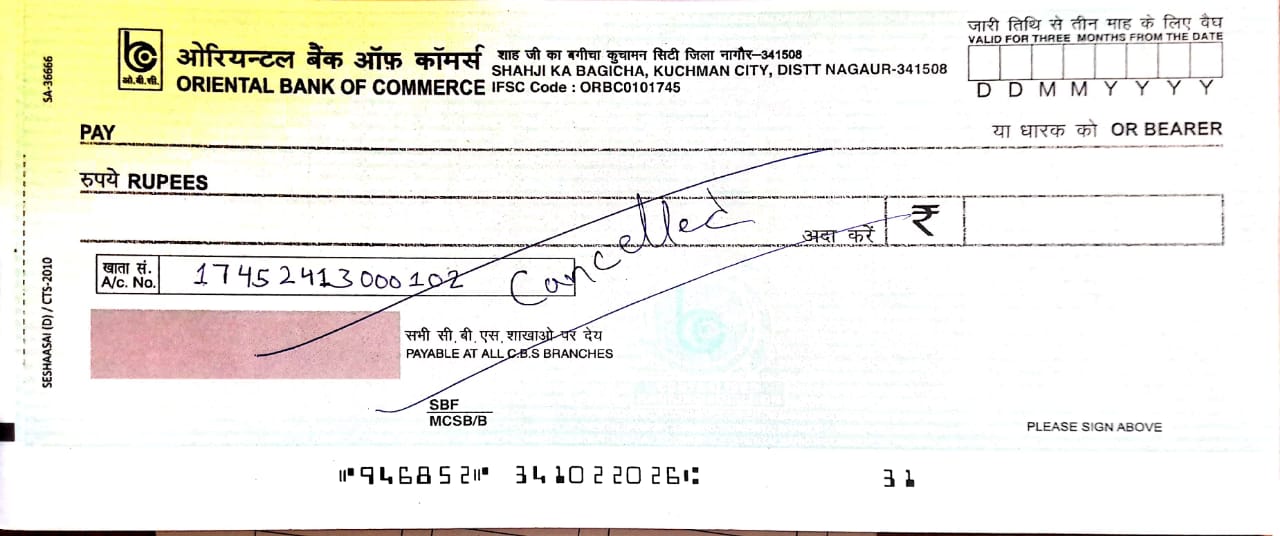 जारी तिथि से तीन माह के लिए वैध
VALID FOR THREE MONTHS FROM THE DATE
D D M M Y Y Y Y
ओ.बी.सी.
ओरियन्टल बैंक ऑफ़ कॉमर्स
ORIENTAL BANK OF COMMERCE
शाह जी का बगीचा कुचामन सिटी जिला नागौर–341508
SHAHJI KA BAGICHA, KUCHMAN CITY, DISTT NAGAUR-341508
IFSC Code : ORBC0101745
SA-36666
PAY
या धारक को OR BEARER
रुपये RUPEES
अदा करें ₹
खाता सं.
A/c. No.
17452413000102
Cancelled
SESHAASAI (D) / CTS-2010
सभी सी.बी.एस.शाखाओ पर देय
PAYABLE AT ALL C.B.S BRANCHES
SBF
MCSB/B
PLEASE SIGN ABOVE
⑈946852⑈ 341022026⑆ 31